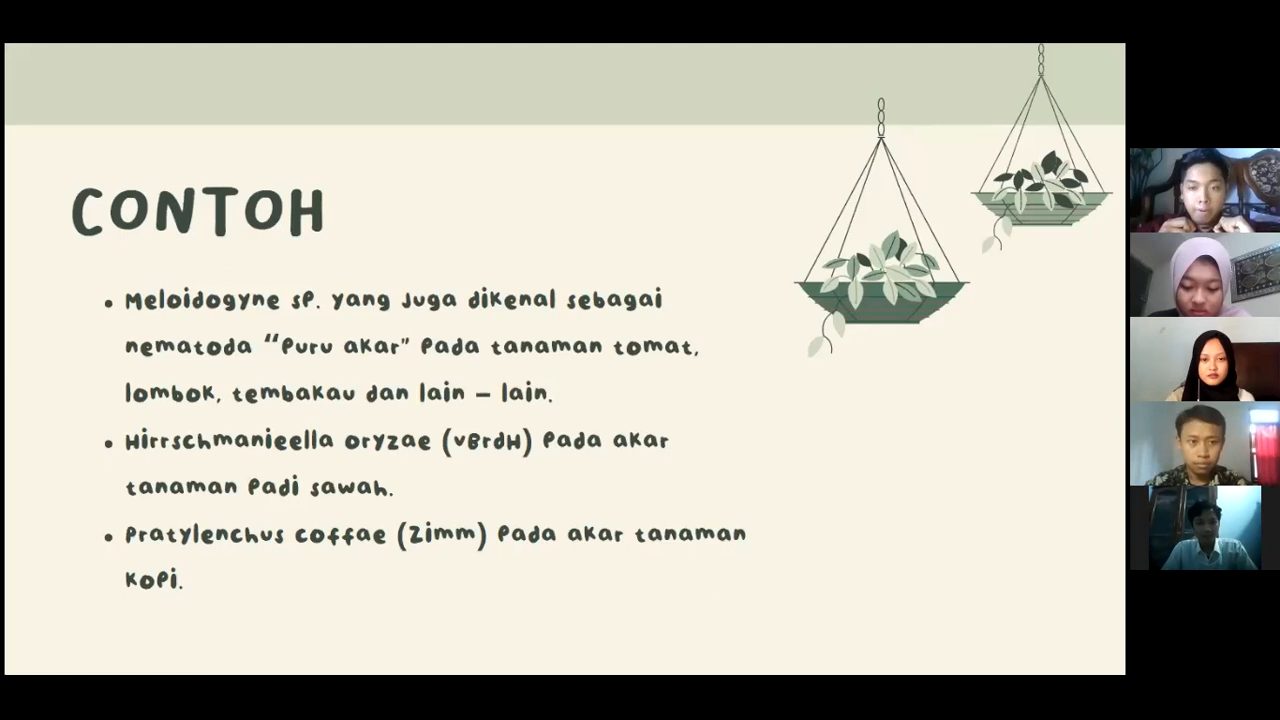 CONTOH
• Meloidogyne sp. yang juga dikenal sebagai
nematoda “puru akar” pada tanaman tomat,
lombok, tembakau dan lain – lain.
• Hirrschmanieella oryzae (vBrdH) pada akar
tanaman padi sawah.
• Pratylenchus coffae (Zimm) pada akar tanaman
kopi.